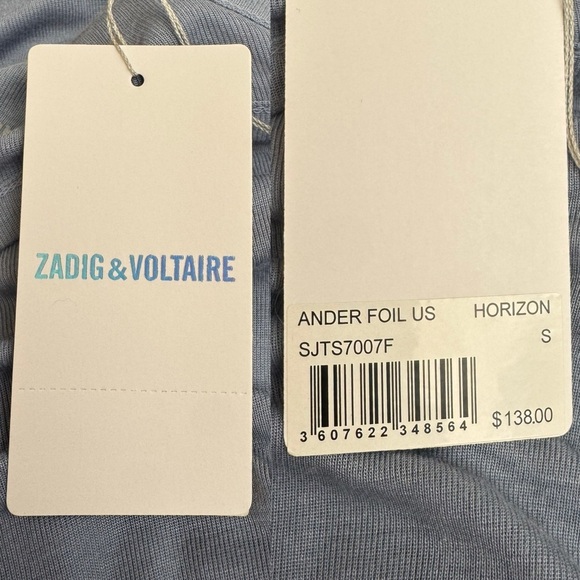 ZADIG & VOLTAIRE
ANDER FOIL US HORIZON
SJTS7007F S
3 607622 348564 $138.00